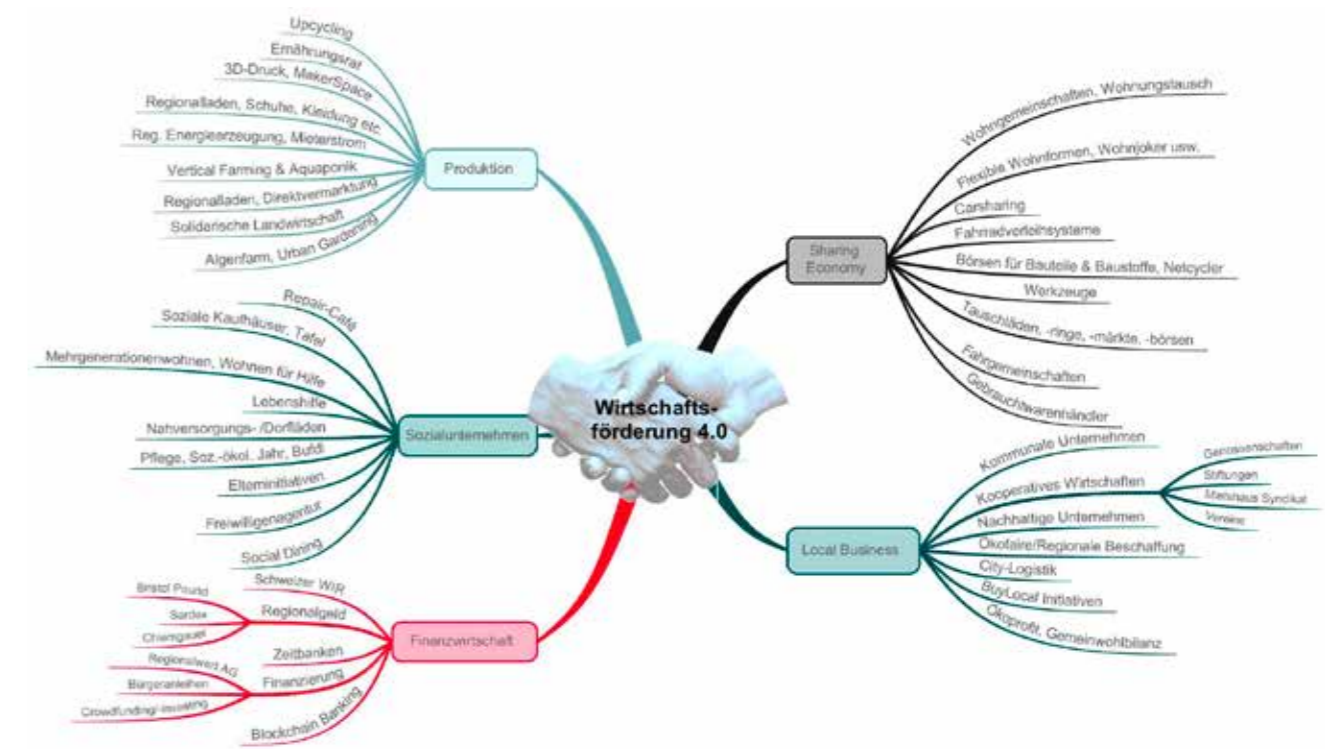 Wirtschafts-
förderung 4.0
Produktion
Upcycling
Ernährungsrat
3D-Druck, MakerSpace
Regionalladen, Schuhe, Kleidung etc.
Reg. Energieerzeugung, Mieterstrom
Vertical Farming & Aquaponik
Regionalladen, Direktvermarktung
Soliderische Landwirtschaft
Algenfarm, Urban Gardening
Sozialunternehmen
Repair-Café
Soziale Kaufhäuser, Tafel
Mehrgenerationenwohnen, Wohnen für Hilfe
Lebenshilfe
Nahversorgungs- /Dorfläden
Pflege, Soz.-ökol. Jahr, Bufdi
Elterninitiativen
Freiwilligenagentur
Social Dining
Finanzwirtschaft
Schweizer WIR
Regionalgeld
Bristol Pound
Sardex
Chiemgauer
Zeitbanken
Finanzierung
Regionalwert AG
Bürgeranleihen
Crowdfunding/-investing
Blockchain Banking
Sharing
Economy
Wohngemeinschaften, Wohnungstausch
Flexible Wohnformen, Wohnjoker usw.
Carsharing
Fahrradverleihsysteme
Börsen für Bauteile & Baustoffe, Netcycler
Werkzeuge
Tauschläden, -ringe, -märkte, -börsen
Fahrgemeinschaften
Gebrauchtwarenhändler
Local Business
Kommunale Unternehmen
Kooperatives Wirtschaften
Genossenschaften
Stiftungen
Mietshaus Syndikat
Vereine
Nachhaltige Unternehmen
Ökofaire/Regionale Beschaffung
City-Logistik
BuyLocal Initiativen
Ökoprofit, Gemeinwohlbilanz